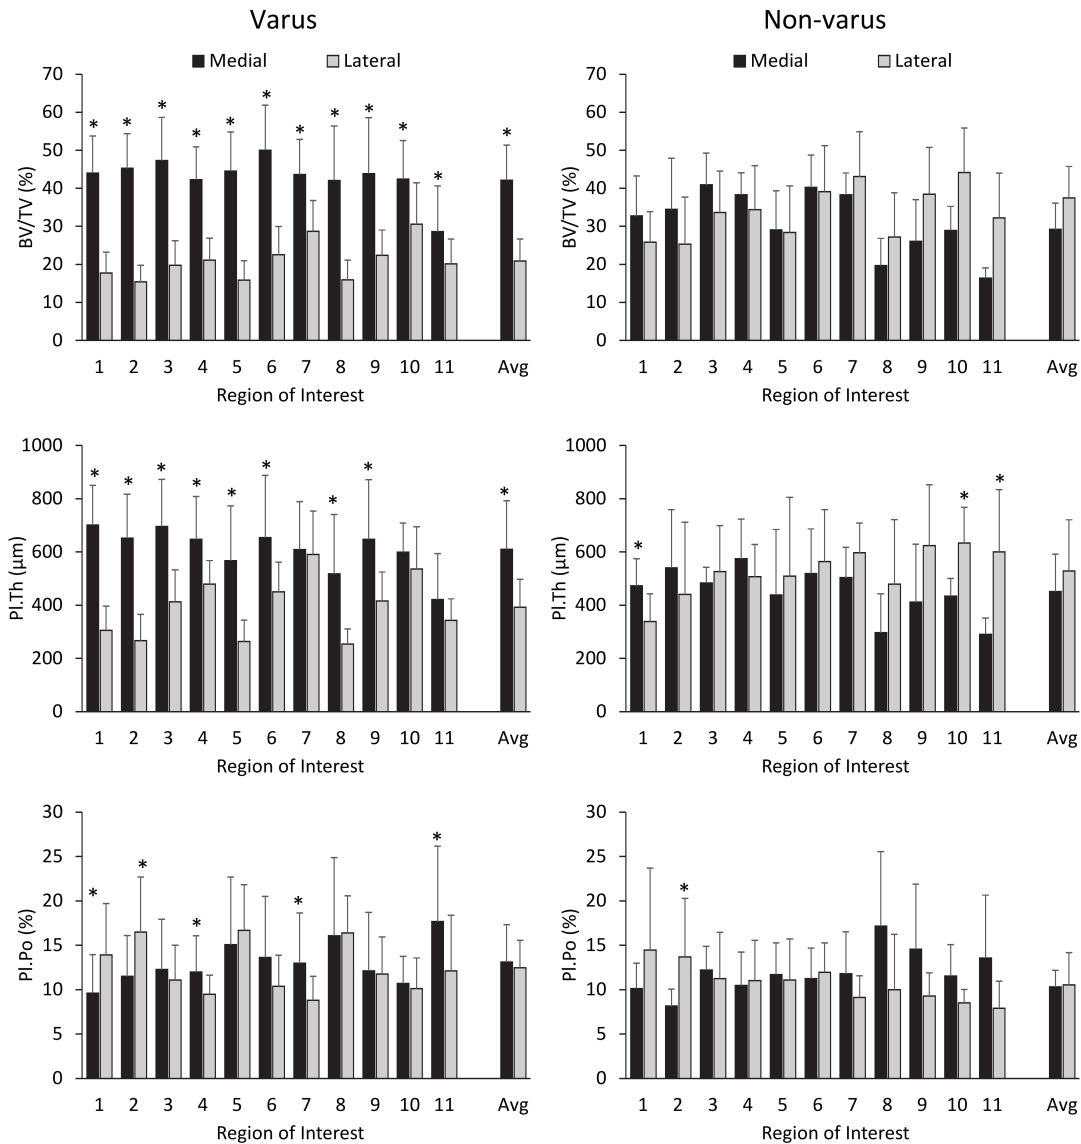 Varus
Non-varus
Medial Lateral
Medial Lateral
BV/TV (%)
70
60
50
40
30
20
10
0
* * * * * * * * * * * *
1 2 3 4 5 6 7 8 9 10 11 Avg
Region of Interest
BV/TV (%)
70
60
50
40
30
20
10
0
1 2 3 4 5 6 7 8 9 10 11 Avg
Region of Interest
Pl.Th (µm)
1000
800
600
400
200
0
* * * * * * * * *
1 2 3 4 5 6 7 8 9 10 11 Avg
Region of Interest
Pl.Th (µm)
1000
800
600
400
200
0
* * *
1 2 3 4 5 6 7 8 9 10 11 Avg
Region of Interest
Pl.Po (%)
30
25
20
15
10
5
0
* * * * *
1 2 3 4 5 6 7 8 9 10 11 Avg
Region of Interest
Pl.Po (%)
30
25
20
15
10
5
0
*
1 2 3 4 5 6 7 8 9 10 11 Avg
Region of Interest